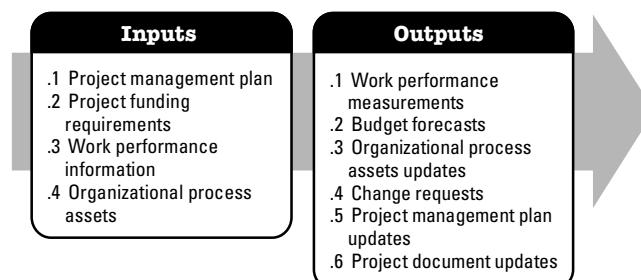 Inputs
.1 Project management plan
.2 Project funding
requirements
.3 Work performance
information
.4 Organizational process
assets
Outputs
.1 Work performance
measurements
.2 Budget forecasts
.3 Organizational process
assets updates
.4 Change requests
.5 Project management plan
updates
.6 Project document updates